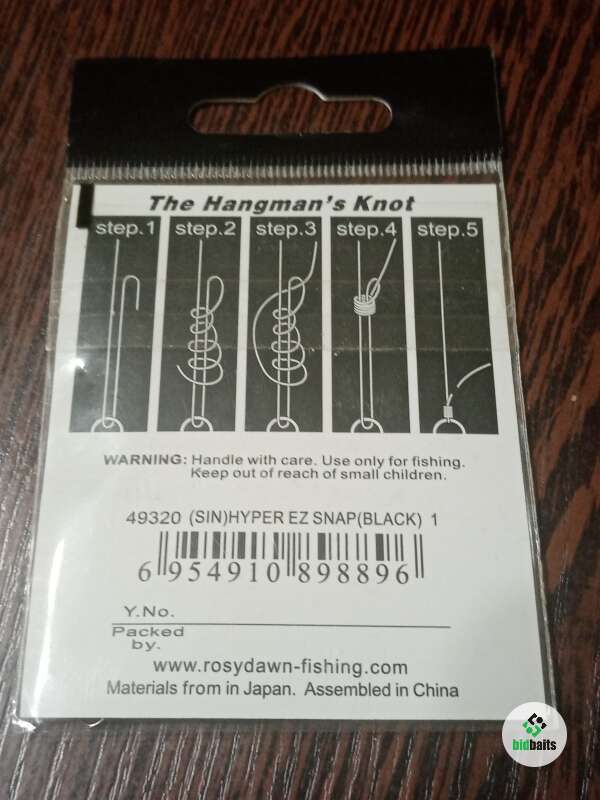 The Hangman's Knot
step.1 step.2 step.3 step.4 step.5
WARNING: Handle with care. Use only for fishing.
Keep out of reach of small children.
49320 (SIN)HYPER EZ SNAP(BLACK) 1
6 954910 898896
Y.No.
Packed
by.
www.rosydawn-fishing.com
Materials from in Japan. Assembled in China
bidbaits